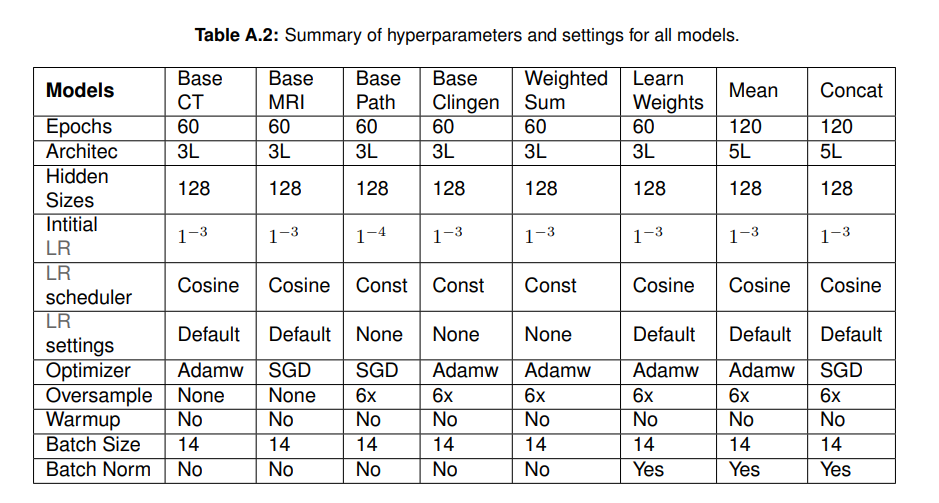 Table A.2: Summary of hyperparameters and settings for all models.
Models Base CT Base MRI Base Path Base Clingen Weighted Sum Learn Weights Mean Concat
Epochs 60 60 60 60 60 60 120 120
Architec 3L 3L 3L 3L 3L 3L 5L 5L
Hidden Sizes 128 128 128 128 128 128 128 128
Intitial LR 1⁻³ 1⁻³ 1⁻⁴ 1⁻³ 1⁻³ 1⁻³ 1⁻³ 1⁻³
LR scheduler Cosine Cosine Const Const Const Cosine Cosine Cosine
LR settings Default Default None None None Default Default Default
Optimizer Adamw SGD SGD Adamw Adamw Adamw Adamw SGD
Oversample None None 6x 6x 6x 6x 6x 6x
Warmup No No No No No No No No
Batch Size 14 14 14 14 14 14 14 14
Batch Norm No No No No No Yes Yes Yes